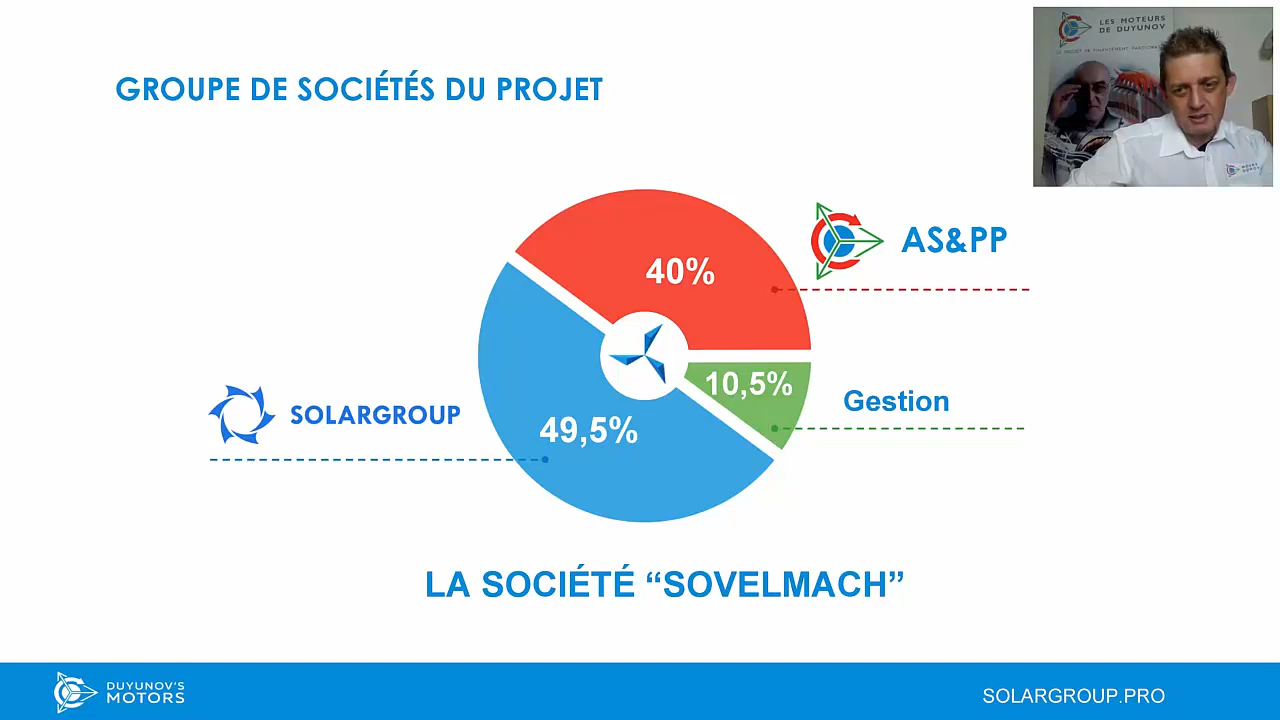 LES MOTEURS
DE DUYUNOV
GROUPE DE SOCIÉTÉS DU PROJET
AS&PP
40%
10,5%
Gestion
SOLARGROUP
49,5%
LA SOCIÉTÉ “SOVELMACH”
DUYUNOV'S
MOTORS
SOLARGROUP.PRO